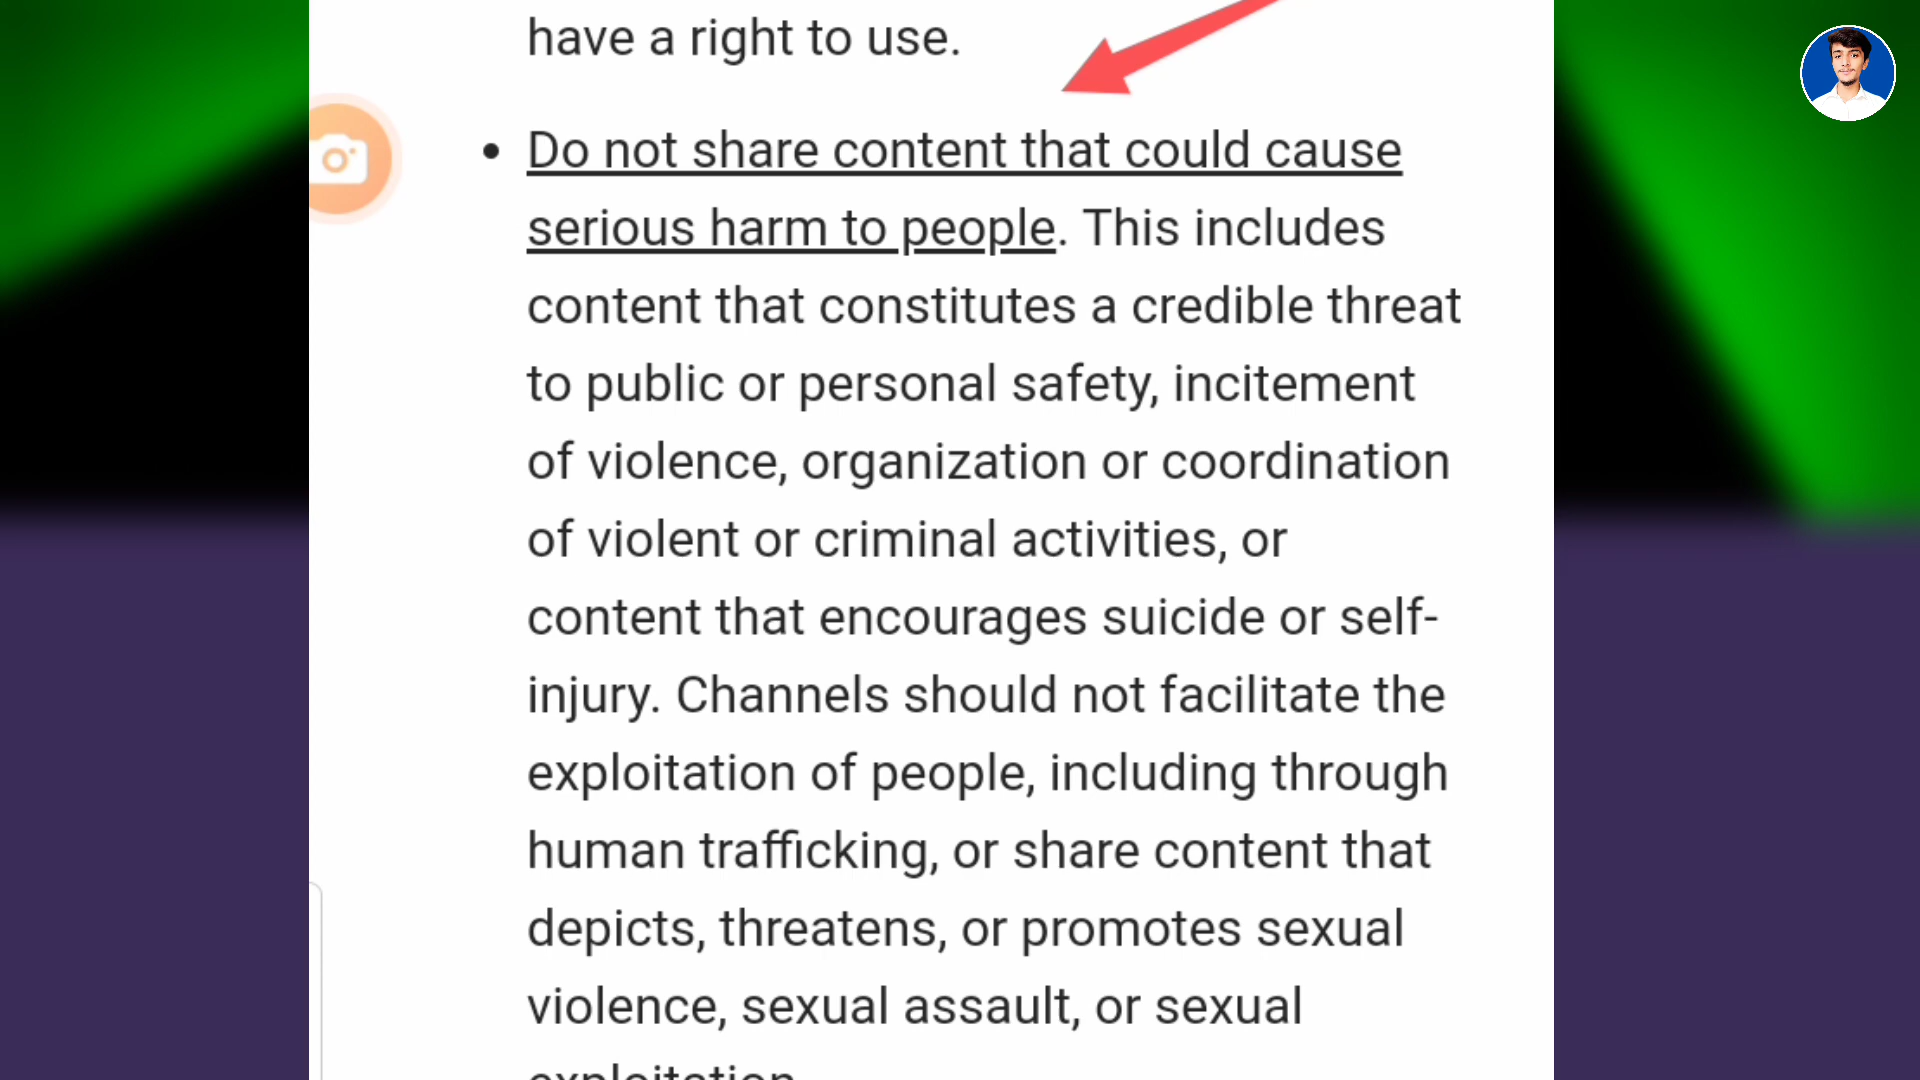 have a right to use.
• Do not share content that could cause
serious harm to people. This includes
content that constitutes a credible threat
to public or personal safety, incitement
of violence, organization or coordination
of violent or criminal activities, or
content that encourages suicide or self-
injury. Channels should not facilitate the
exploitation of people, including through
human trafficking, or share content that
depicts, threatens, or promotes sexual
violence, sexual assault, or sexual
exploitation